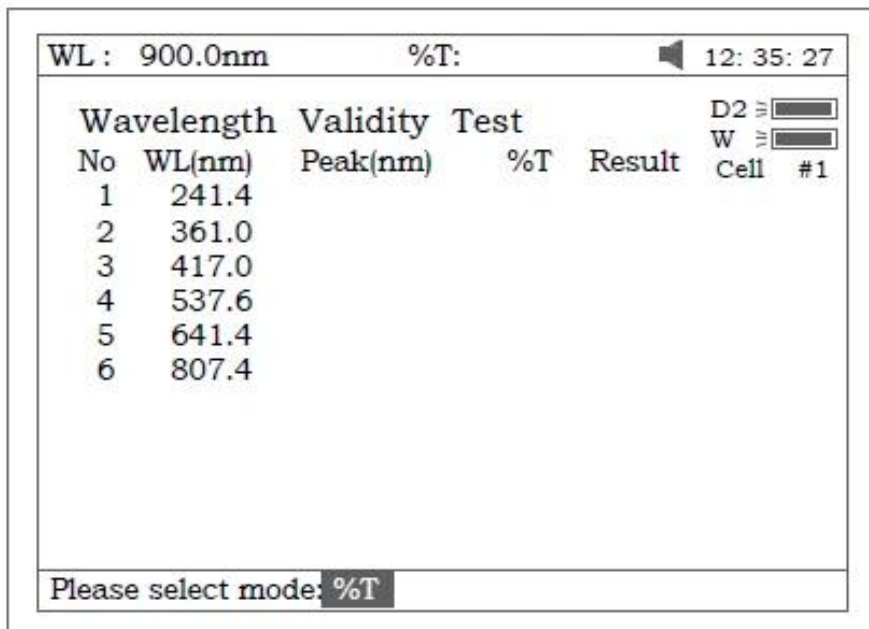 WL : 900.0nm %T: 12: 35: 27
Wavelength Validity Test
D2
W
No WL(nm) Peak(nm) %T Result
Cell #1
1 241.4
2 361.0
3 417.0
4 537.6
5 641.4
6 807.4
Please select mode: %T